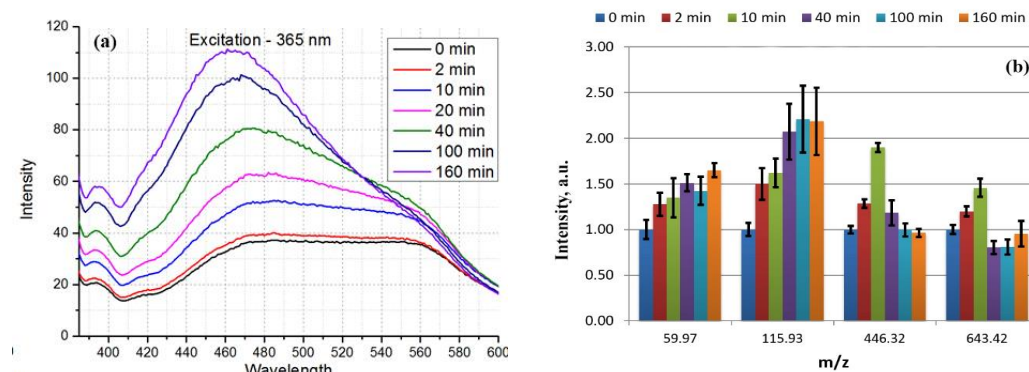 (a)
Excitation - 365 nm
0 min
2 min
10 min
20 min
40 min
100 min
160 min
120
100
80
60
40
20
0
Intensity
400 420 440 460 480 500 520 540 560 580 600
Wavelength
0 min 2 min 10 min 40 min 100 min 160 min
(b)
3.00
2.50
2.00
1.50
1.00
0.50
0.00
Intensity, a.u.
59.97 115.93 446.32 643.42
m/z